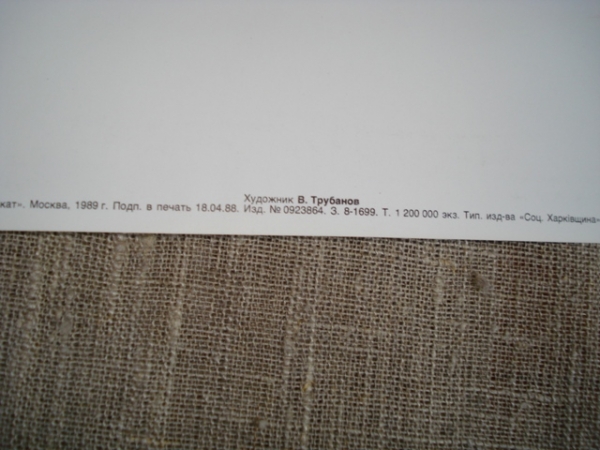 Художник В. Трубанов
кат». Москва, 1989 г. Подп. в печать 18.04.88. Изд. № 0923864. З. 8-1699. Т. 1 200 000 экз. Тип. изд-ва «Соц. Харківщина»